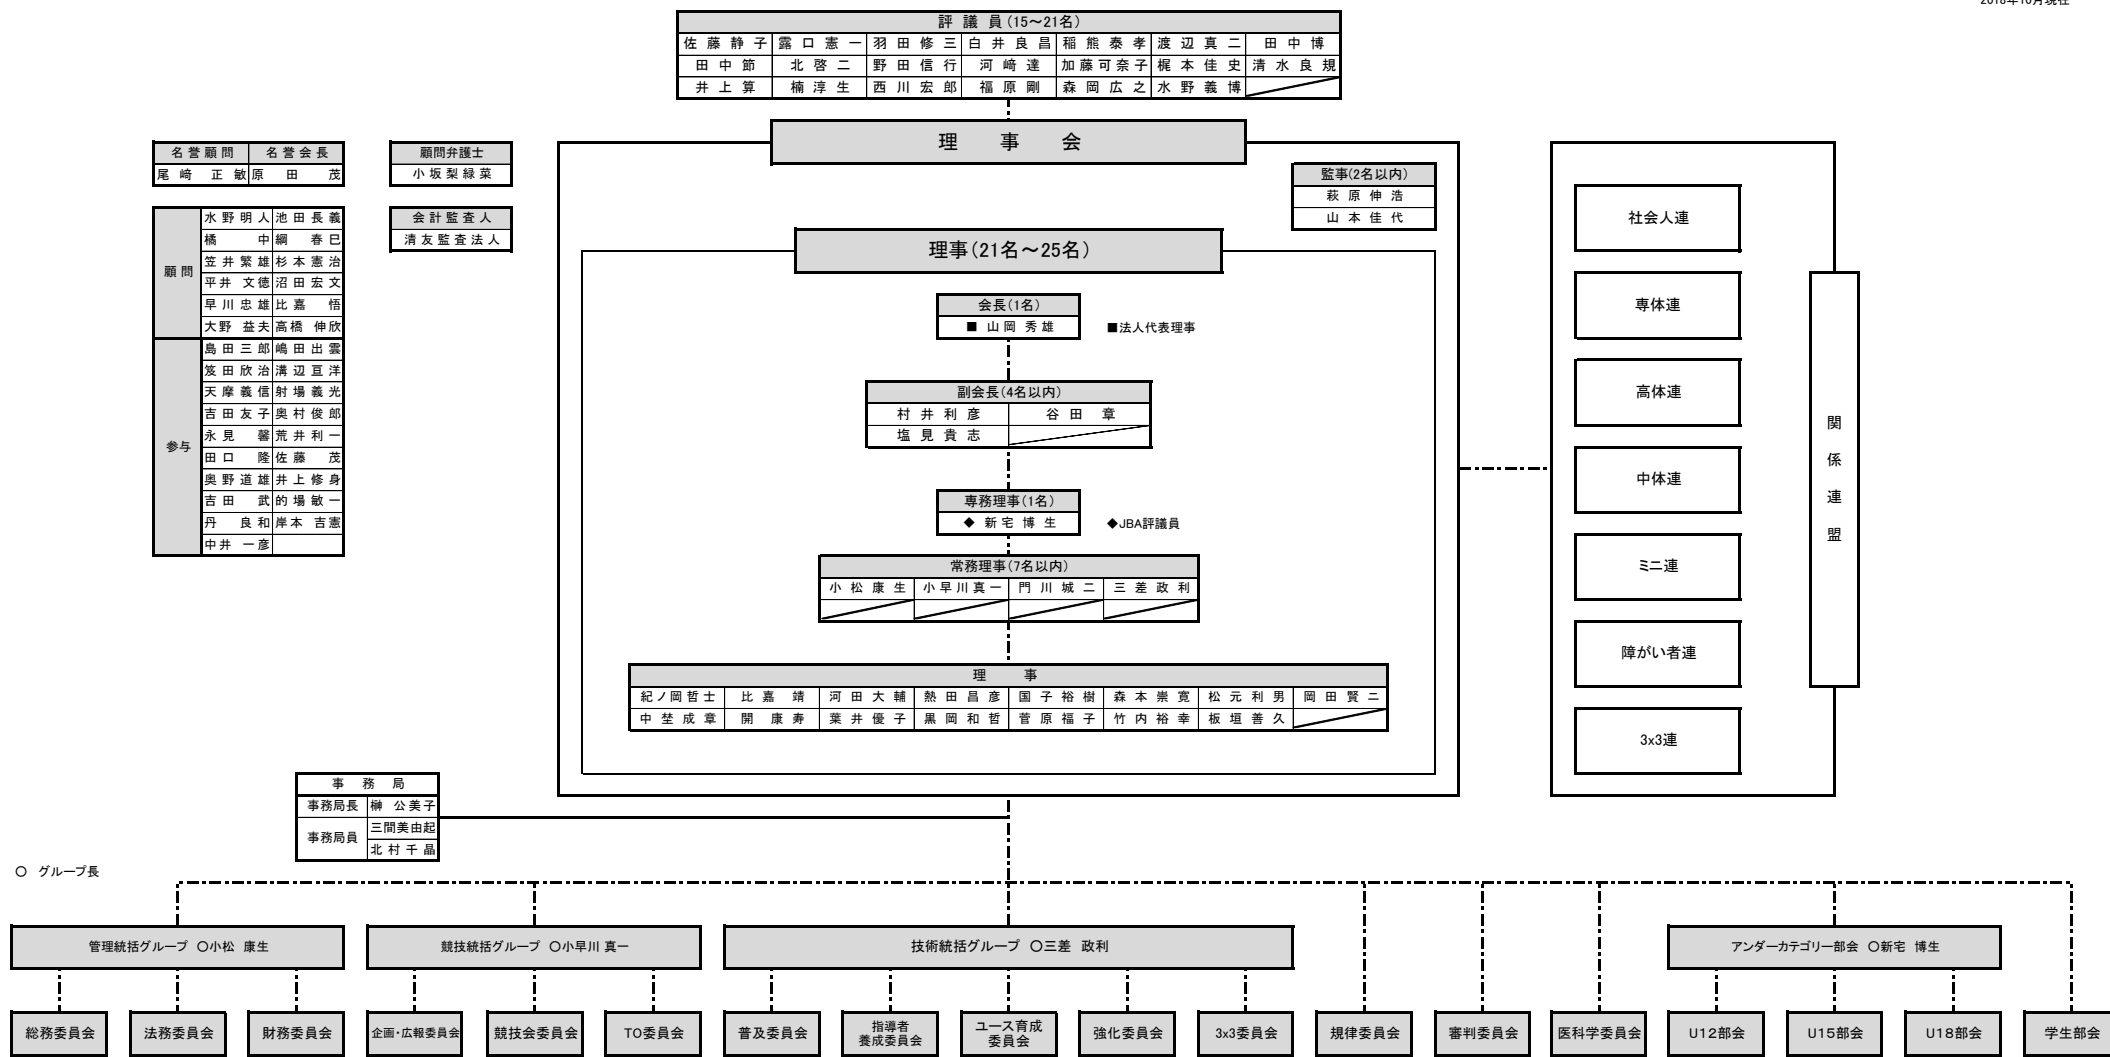 2018年10月現在
評 議 員 (15～21名)
佐 藤 静 子 露 口 憲 一 羽 田 修 三 白 井 良 昌 稲 熊 泰 孝 渡 辺 真 二 田 中 博
田 中 節 北 啓 二 野 田 信 行 河 﨑 達 加 藤 可 奈 子 梶 本 佳 史 清 水 良 規
井 上 算 楠 淳 生 西 川 宏 郎 福 原 剛 森 岡 広 之 水 野 義 博
理 事 会
名 誉 顧 問 名 誉 会 長
尾 﨑 正 敏 原 田 茂
顧問弁護士
小 坂 梨 緑 菜
会 計 監 査 人
清 友 監 査 法 人
監事(2名以内)
萩 原 伸 浩
山 本 佳 代
顧 問
水 野 明 人 池 田 長 義
橘 中 綱 春 巳
笠 井 繁 雄 杉 本 憲 治
平 井 文 徳 沼 田 宏 文
早 川 忠 雄 比 嘉 悟
大 野 益 夫 高 橋 伸 欣
参与
島 田 三 郎 嶋 田 出 雲
笈 田 欣 治 溝 辺 亘 洋
天 摩 義 信 射 場 義 光
吉 田 友 子 奥 村 俊 郎
永 見 馨 荒 井 利 一
田 口 隆 佐 藤 茂
奥 野 道 雄 井 上 修 身
吉 田 武 的 場 敏 一
丹 良 和 岸 本 吉 憲
中 井 一 彦
理事(21名～25名)
会長(1名)
■ 山 岡 秀 雄 ■法人代表理事
副会長(4名以内)
村 井 利 彦 谷 田 章
塩 見 貴 志
専務理事(1名)
◆ 新 宅 博 生 ◆JBA評議員
常務理事(7名以内)
小 松 康 生 小 早 川 真 一 門 川 城 二 三 差 政 利
理 事
紀 ノ 岡 哲 士 比 嘉 靖 河 田 大 輔 熱 田 昌 彦 国 子 裕 樹 森 本 崇 寛 松 元 利 男 岡 田 賢 二
中 埜 成 章 開 康 寿 葉 井 優 子 黒 岡 和 哲 菅 原 福 子 竹 内 裕 幸 板 垣 善 久
社会人連
専体連
高体連
中体連
ミニ連
障がい者連
3x3連
関係連盟
事 務 局
事務局長 榊 公 美 子
事務局員 三間美由起
北 村 千 晶
〇 グループ長
管理統括グループ 〇小松 康生
競技統括グループ 〇小早川 真一
技術統括グループ 〇三差 政利
アンダーカテゴリー部会 〇新宅 博生
総務委員会
法務委員会
財務委員会
企画・広報委員会
競技会委員会
TO委員会
普及委員会
指導者
養成委員会
ユース育成
委員会
強化委員会
3x3委員会
規律委員会
審判委員会
医科学委員会
U12部会
U15部会
U18部会
学生部会